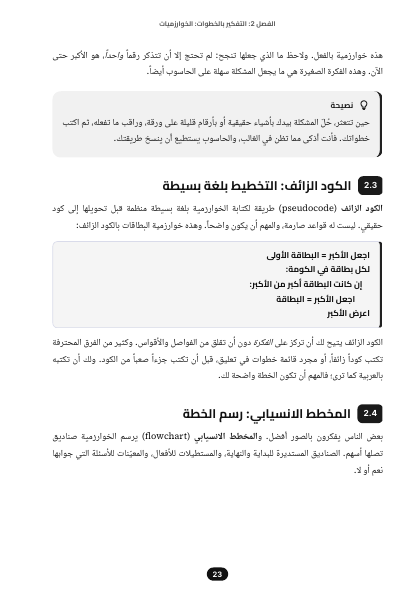 الفصل 2: التفكير بالخطوات: الخوارزميات
هذه خوارزمية بالفعل. ولاحظ ما الذي جعلها تنجح: لم تحتج إلا أن تتذكر رقماً واحداً، هو الأكبر حتى
الآن. وهذه الفكرة الصغيرة هي ما يجعل المشكلة سهلة على الحاسوب أيضاً.
نصيحة
حين تتعثر، حُلّ المشكلة بيدك بأشياء حقيقية أو بأرقام قليلة على ورقة، وراقب ما تفعله، ثم اكتب
خطواتك. فأنت أذكى مما تظن في الغالب، والحاسوب يستطيع أن ينسخ طريقتك.
2.3 الكود الزائف: التخطيط بلغة بسيطة
الكود الزائف (pseudocode) طريقة لكتابة الخوارزمية بلغة بسيطة منظمة قبل تحويلها إلى كود
حقيقي. ليست له قواعد صارمة، والمهم أن يكون واضحاً. وهذه خوارزمية البطاقات بالكود الزائف:
اجعل الأكبر = البطاقة الأولى
لكل بطاقة في الكومة:
إن كانت البطاقة أكبر من الأكبر:
اجعل الأكبر = البطاقة
اعرض الأكبر
الكود الزائف يتيح لك أن تركز على الفكرة دون أن تقلق من الفواصل والأقواس. وكثير من الفرق المحترفة
تكتب كوداً زائفاً، أو مجرد قائمة خطوات في تعليق، قبل أن تكتب جزءاً صعباً من الكود. ولك أن تكتبه
بالعربية كما ترى؛ فالمهم أن تكون الخطة واضحة لك.
2.4 المخطط الانسيابي: رسم الخطة
بعض الناس يفكرون بالصور أفضل. والمخطط الانسيابي (flowchart) يرسم الخوارزمية صناديق
تصلها أسهم. الصناديق المستديرة للبداية والنهاية، والمستطيلات للأفعال، والمعيّنات للأسئلة التي جوابها
نعم أو لا.
23